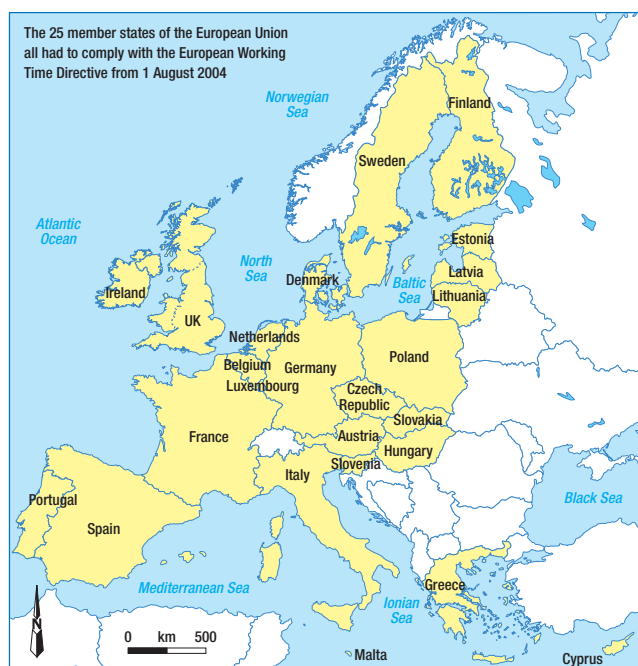 The 25 member states of the European Union
all had to comply with the European Working
Time Directive from 1 August 2004
Norwegian
Sea
Finland
Sweden
Atlantic
Ocean
North
Sea
Estonia
Latvia
Baltic
Sea
Lithuania
Denmark
Ireland
UK
Netherlands
Belgium
Luxembourg
Germany
Poland
Czech
Republic
Slovakia
France
Austria
Hungary
Slovenia
Italy
Portugal
Spain
Black Sea
Mediterranean Sea
Greece
Ionian
Sea
N
0 km 500
Malta
Cyprus